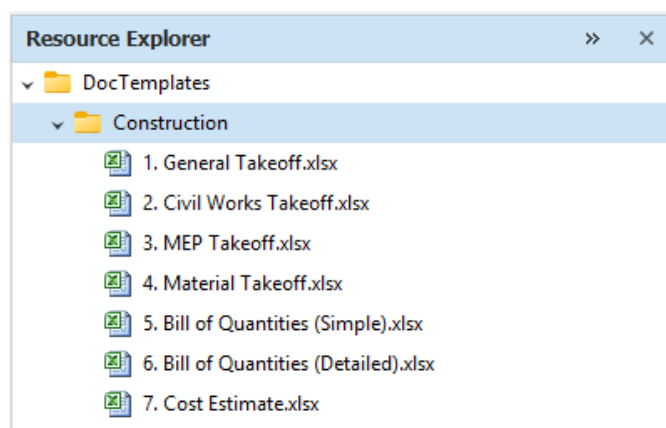 Resource Explorer
DocTemplates
Construction
1. General Takeoff.xlsx
2. Civil Works Takeoff.xlsx
3. MEP Takeoff.xlsx
4. Material Takeoff.xlsx
5. Bill of Quantities (Simple).xlsx
6. Bill of Quantities (Detailed).xlsx
7. Cost Estimate.xlsx